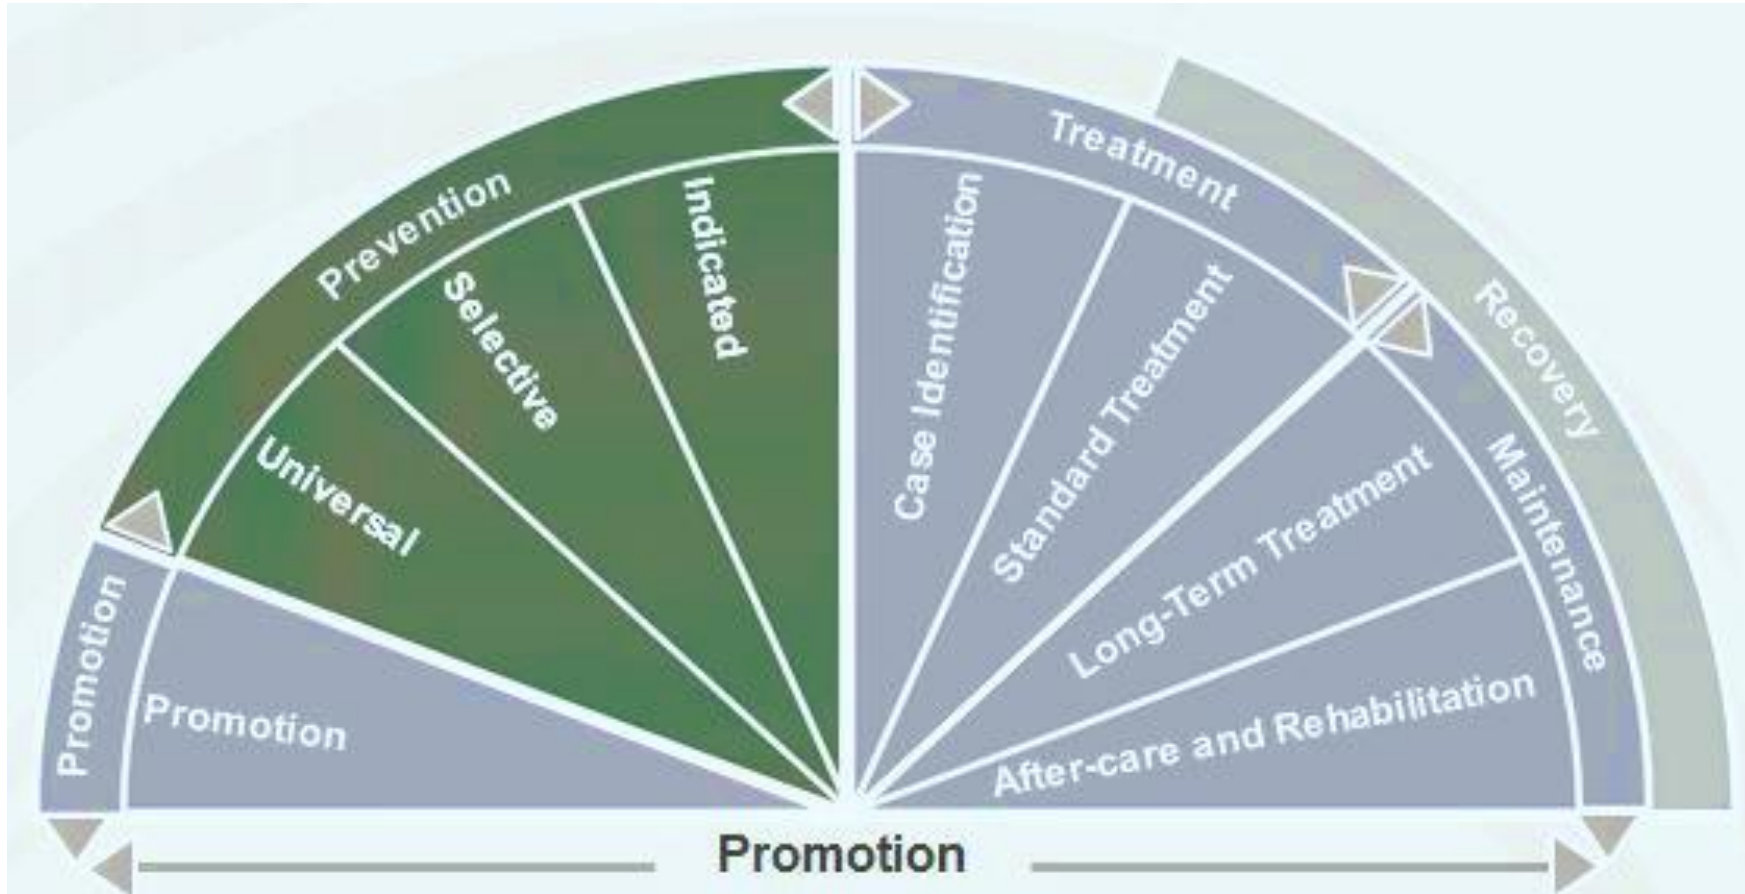 Promotion
Promotion
Prevention
Universal
Selective
Indicated
Treatment
Case Identification
Standard Treatment
Recovery
Maintenance
Long-Term Treatment
After-care and Rehabilitation
Promotion